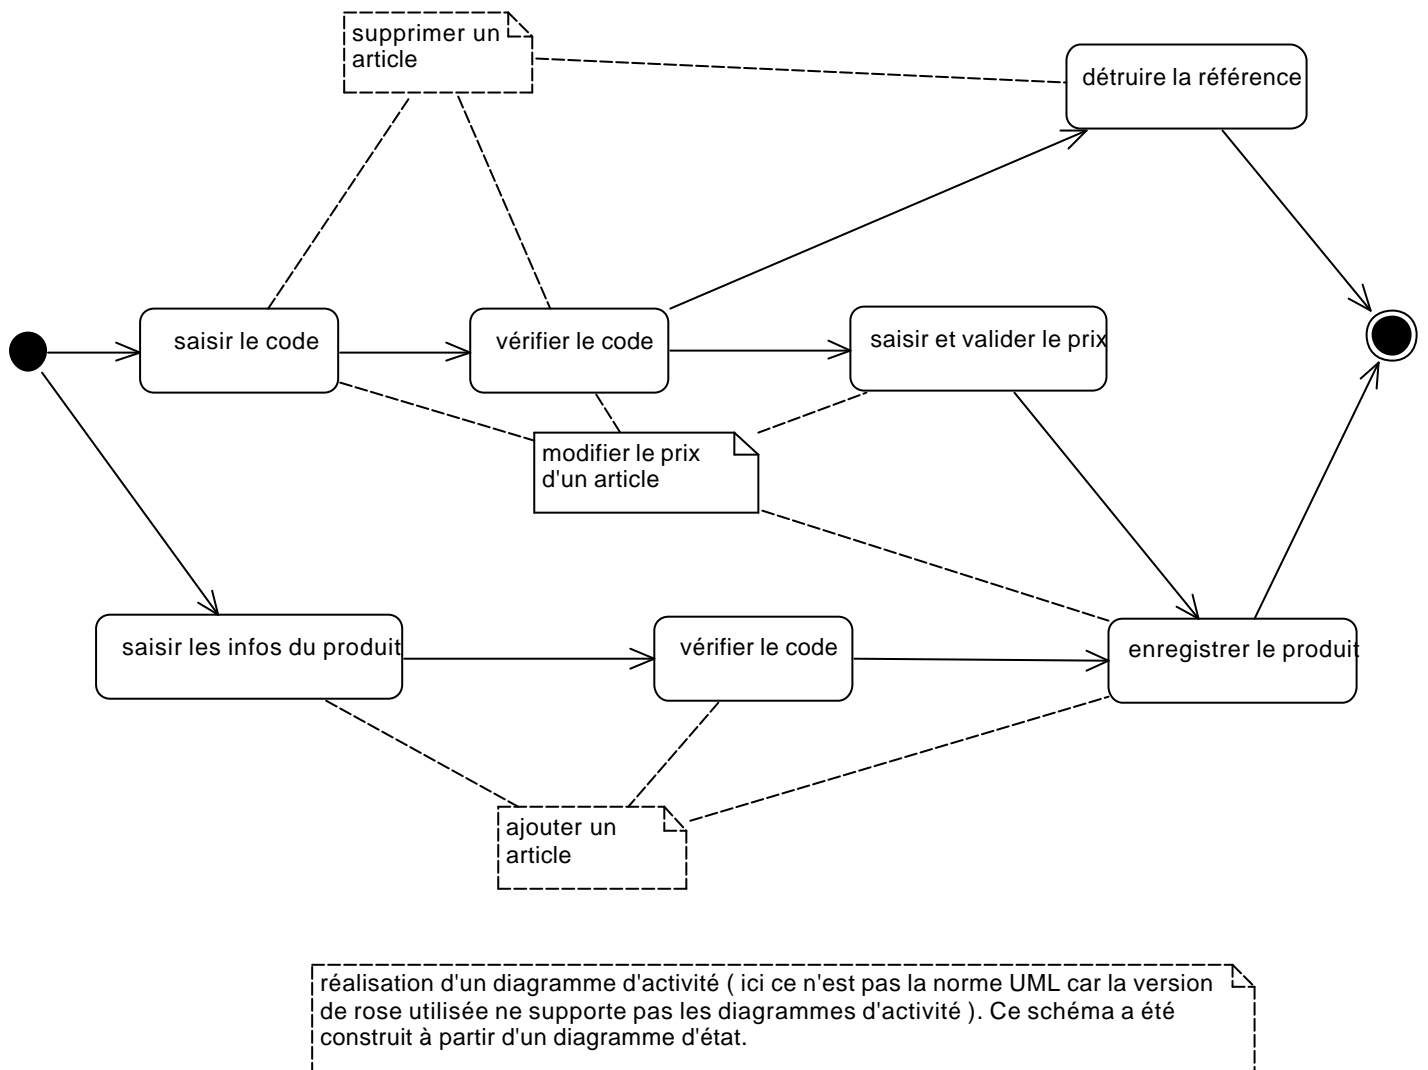 supprimer un
article
détruire la référence
saisir le code
vérifier le code
saisir et valider le prix
modifier le prix
d'un article
saisir les infos du produit
vérifier le code
enregistrer le produit
ajouter un
article
réalisation d'un diagramme d'activité ( ici ce n'est pas la norme UML car la version
de rose utilisée ne supporte pas les diagrammes d'activité ). Ce schéma a été
construit à partir d'un diagramme d'état.